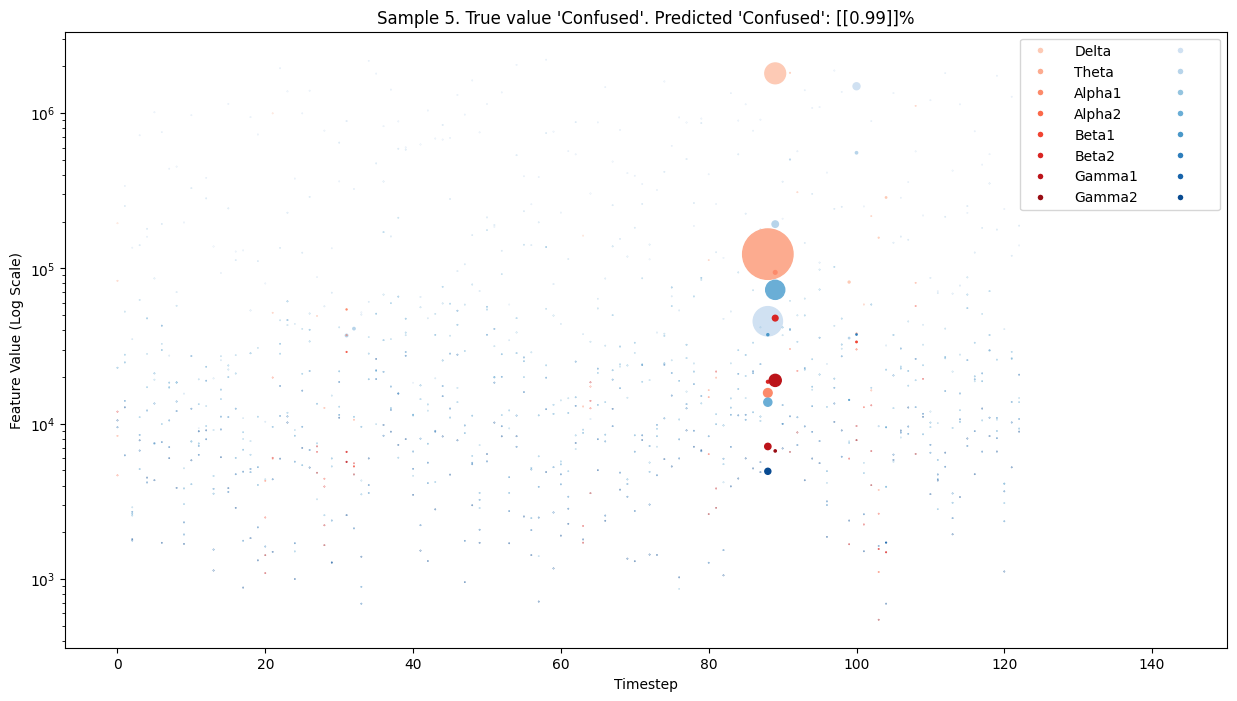 Sample 5. True value 'Confused'. Predicted 'Confused': [[0.99]]%
Delta
Theta
Alpha1
Alpha2
Beta1
Beta2
Gamma1
Gamma2
10^6
10^5
10^4
10^3
Feature Value (Log Scale)
0 20 40 60 80 100 120 140
Timestep